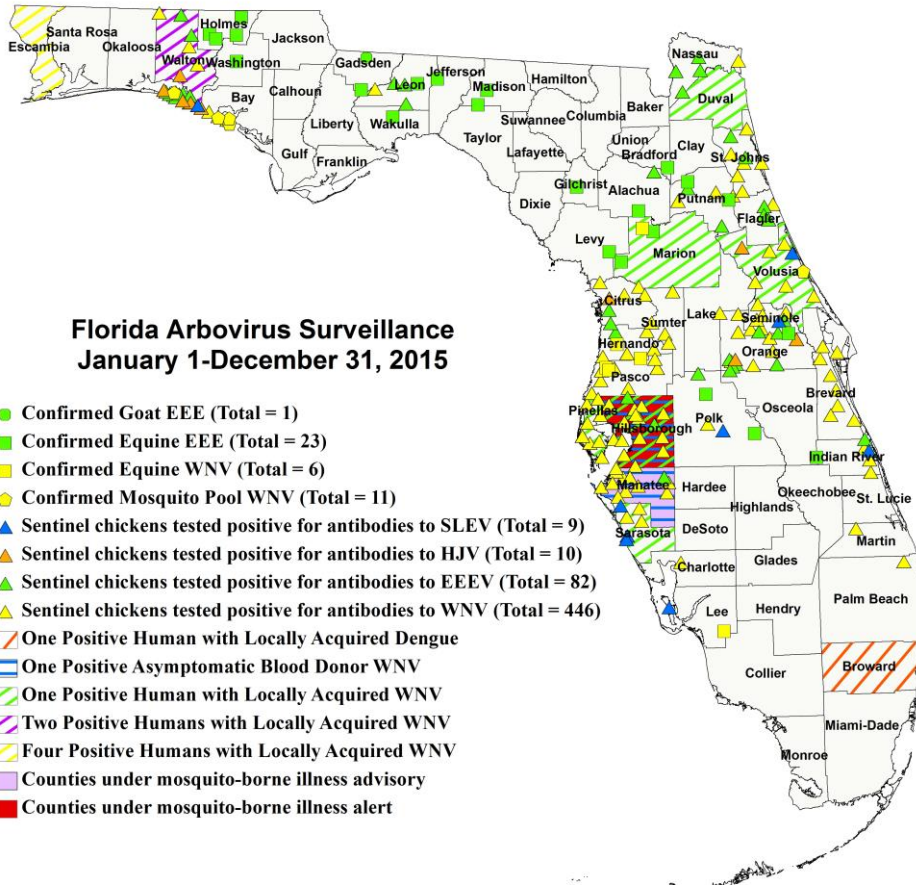 Florida Arbovirus Surveillance
January 1-December 31, 2015
Confirmed Goat EEE (Total = 1)
Confirmed Equine EEE (Total = 23)
Confirmed Equine WNV (Total = 6)
Confirmed Mosquito Pool WNV (Total = 11)
Sentinel chickens tested positive for antibodies to SLEV (Total = 9)
Sentinel chickens tested positive for antibodies to HJV (Total = 10)
Sentinel chickens tested positive for antibodies to EEEV (Total = 82)
Sentinel chickens tested positive for antibodies to WNV (Total = 446)
One Positive Human with Locally Acquired Dengue
One Positive Asymptomatic Blood Donor WNV
One Positive Human with Locally Acquired WNV
Two Positive Humans with Locally Acquired WNV
Four Positive Humans with Locally Acquired WNV
Counties under mosquito-borne illness advisory
Counties under mosquito-borne illness alert
Escambia
Santa Rosa
Okaloosa
Walton
Holmes
Washington
Jackson
Bay
Calhoun
Gulf
Liberty
Franklin
Gadsden
Leon
Wakulla
Jefferson
Madison
Taylor
Hamilton
Suwannee
Lafayette
Columbia
Dixie
Gilchrist
Baker
Union
Bradford
Alachua
Levy
Nassau
Duval
Clay
St. Johns
Putnam
Flagler
Marion
Volusia
Citrus
Sumter
Lake
Seminole
Hernando
Orange
Pasco
Pinellas
Hillsborough
Polk
Osceola
Brevard
Indian River
Manatee
Hardee
Highlands
Okeechobee
St. Lucie
Sarasota
DeSoto
Martin
Charlotte
Glades
Lee
Hendry
Palm Beach
Collier
Broward
Monroe
Miami-Dade